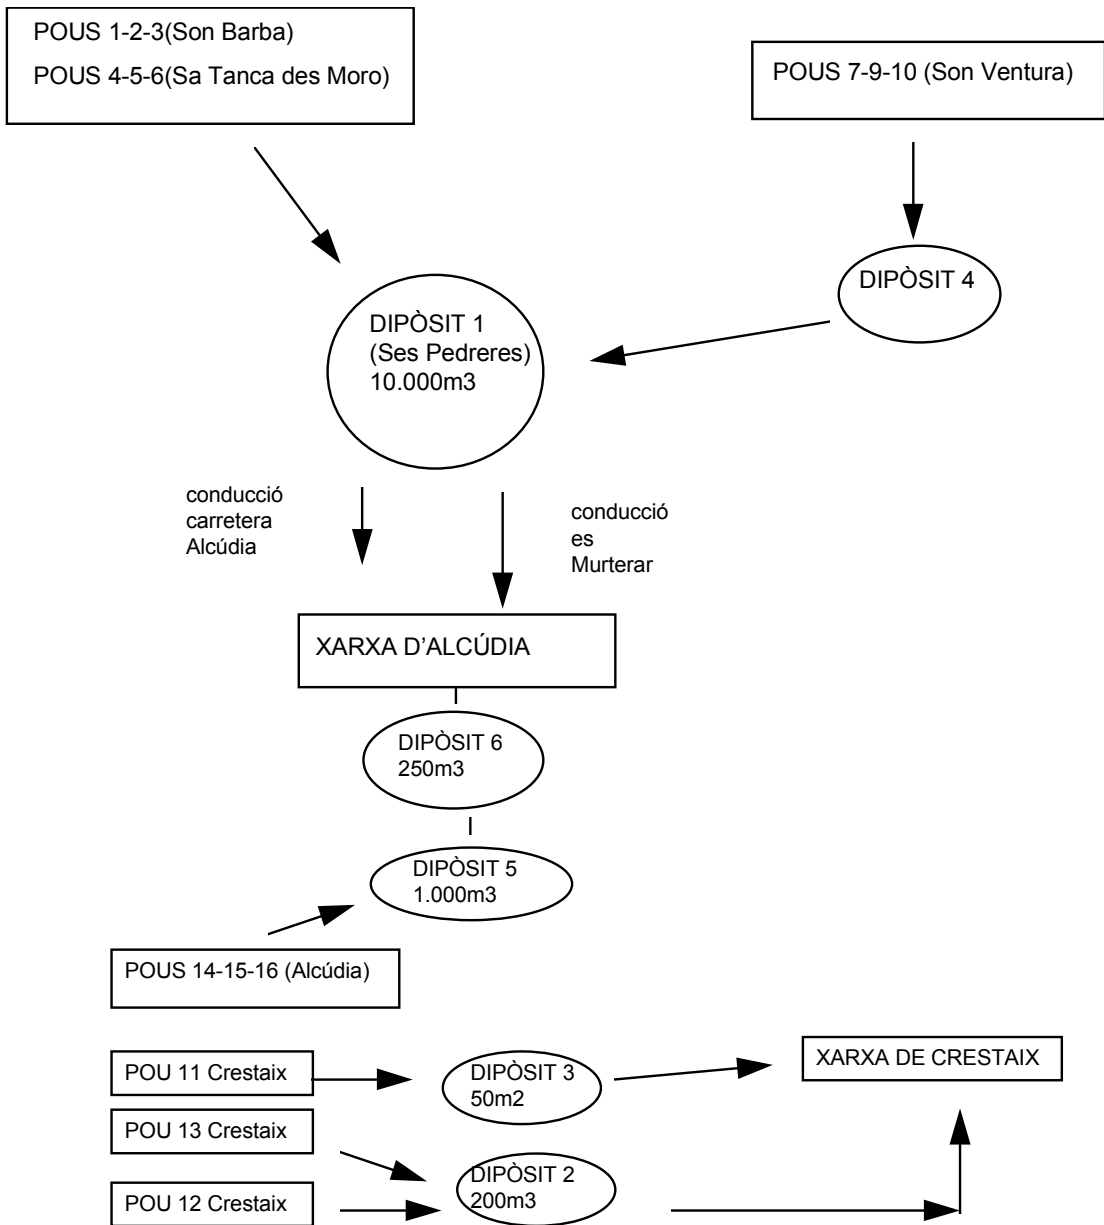 POUS 1-2-3(Son Barba)
POUS 4-5-6(Sa Tanca des Moro)
POUS 7-9-10 (Son Ventura)
DIPÒSIT 4
DIPÒSIT 1
(Ses Pedreres)
10.000m3
conducció
carretera
Alcúdia
conducció
es
Murterar
XARXA D’ALCÚDIA
DIPÒSIT 6
250m3
DIPÒSIT 5
1.000m3
POUS 14-15-16 (Alcúdia)
POU 11 Crestaix
DIPÒSIT 3
50m2
XARXA DE CRESTAIX
POU 13 Crestaix
DIPÒSIT 2
200m3
POU 12 Crestaix